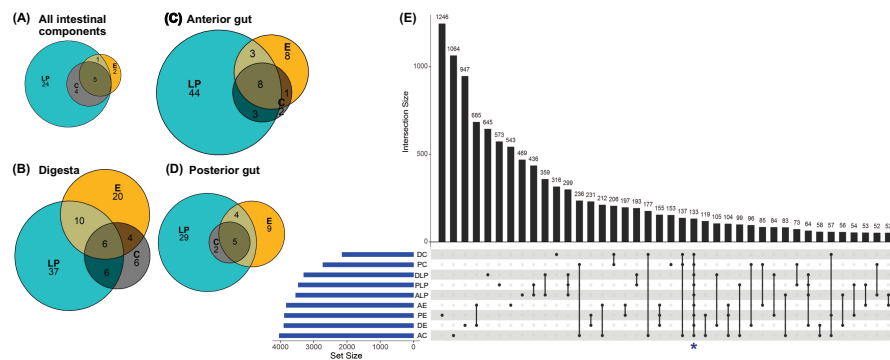 (A) All intestinal components
1
E
2
LP
24
C
4
5
(C) Anterior gut
3
E
8
LP
44
8
1
C
2
3
(B) Digesta
E
20
10
6
4
C
6
LP
37
6
(D) Posterior gut
4
E
9
LP
29
C
2
5
(E)
Intersection Size
1000
500
0
1246
1064
947
685
645
573
543
469
436
359
316
299
236
231
212
206
197
193
177
155
153
137
133
119
105
104
99
96
85
84
83
73
64
58
57
56
54
53
52
52
DC
PC
DLP
PLP
ALP
AE
PE
DE
AC
4000 3000 2000 1000 0
Set Size
*